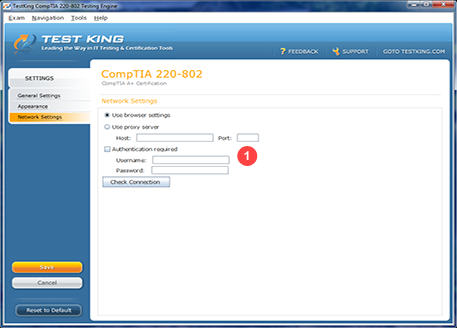 TestKing CompTIA 220-802 Testing Engine
Exam Navigation Tools Help
TEST KING
Leading the Way in IT Testing & Certification Tools
? FEEDBACK SUPPORT GOTO TESTKING.COM
SETTINGS
General Settings
Appearance
Network Settings
CompTIA 220-802
CompTIA A+ Certification
Network Settings
Use browser settings
Use proxy server
Host: Port:
Authentication required
Username:
Password:
1
Check Connection
Save
Cancel
Reset to Default